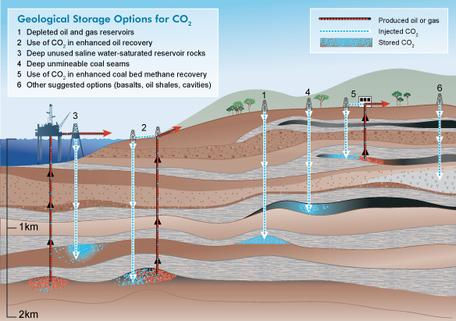 Geological Storage Options for CO2
1 Depleted oil and gas reservoirs
2 Use of CO2 in enhanced oil recovery
3 Deep unused saline water-saturated reservoir rocks
4 Deep unmineable coal seams
5 Use of CO2 in enhanced coal bed methane recovery
6 Other suggested options (basalts, oil shales, cavities)
Produced oil or gas
Injected CO2
Stored CO2
3
2
1
4
5
6
1km
2km